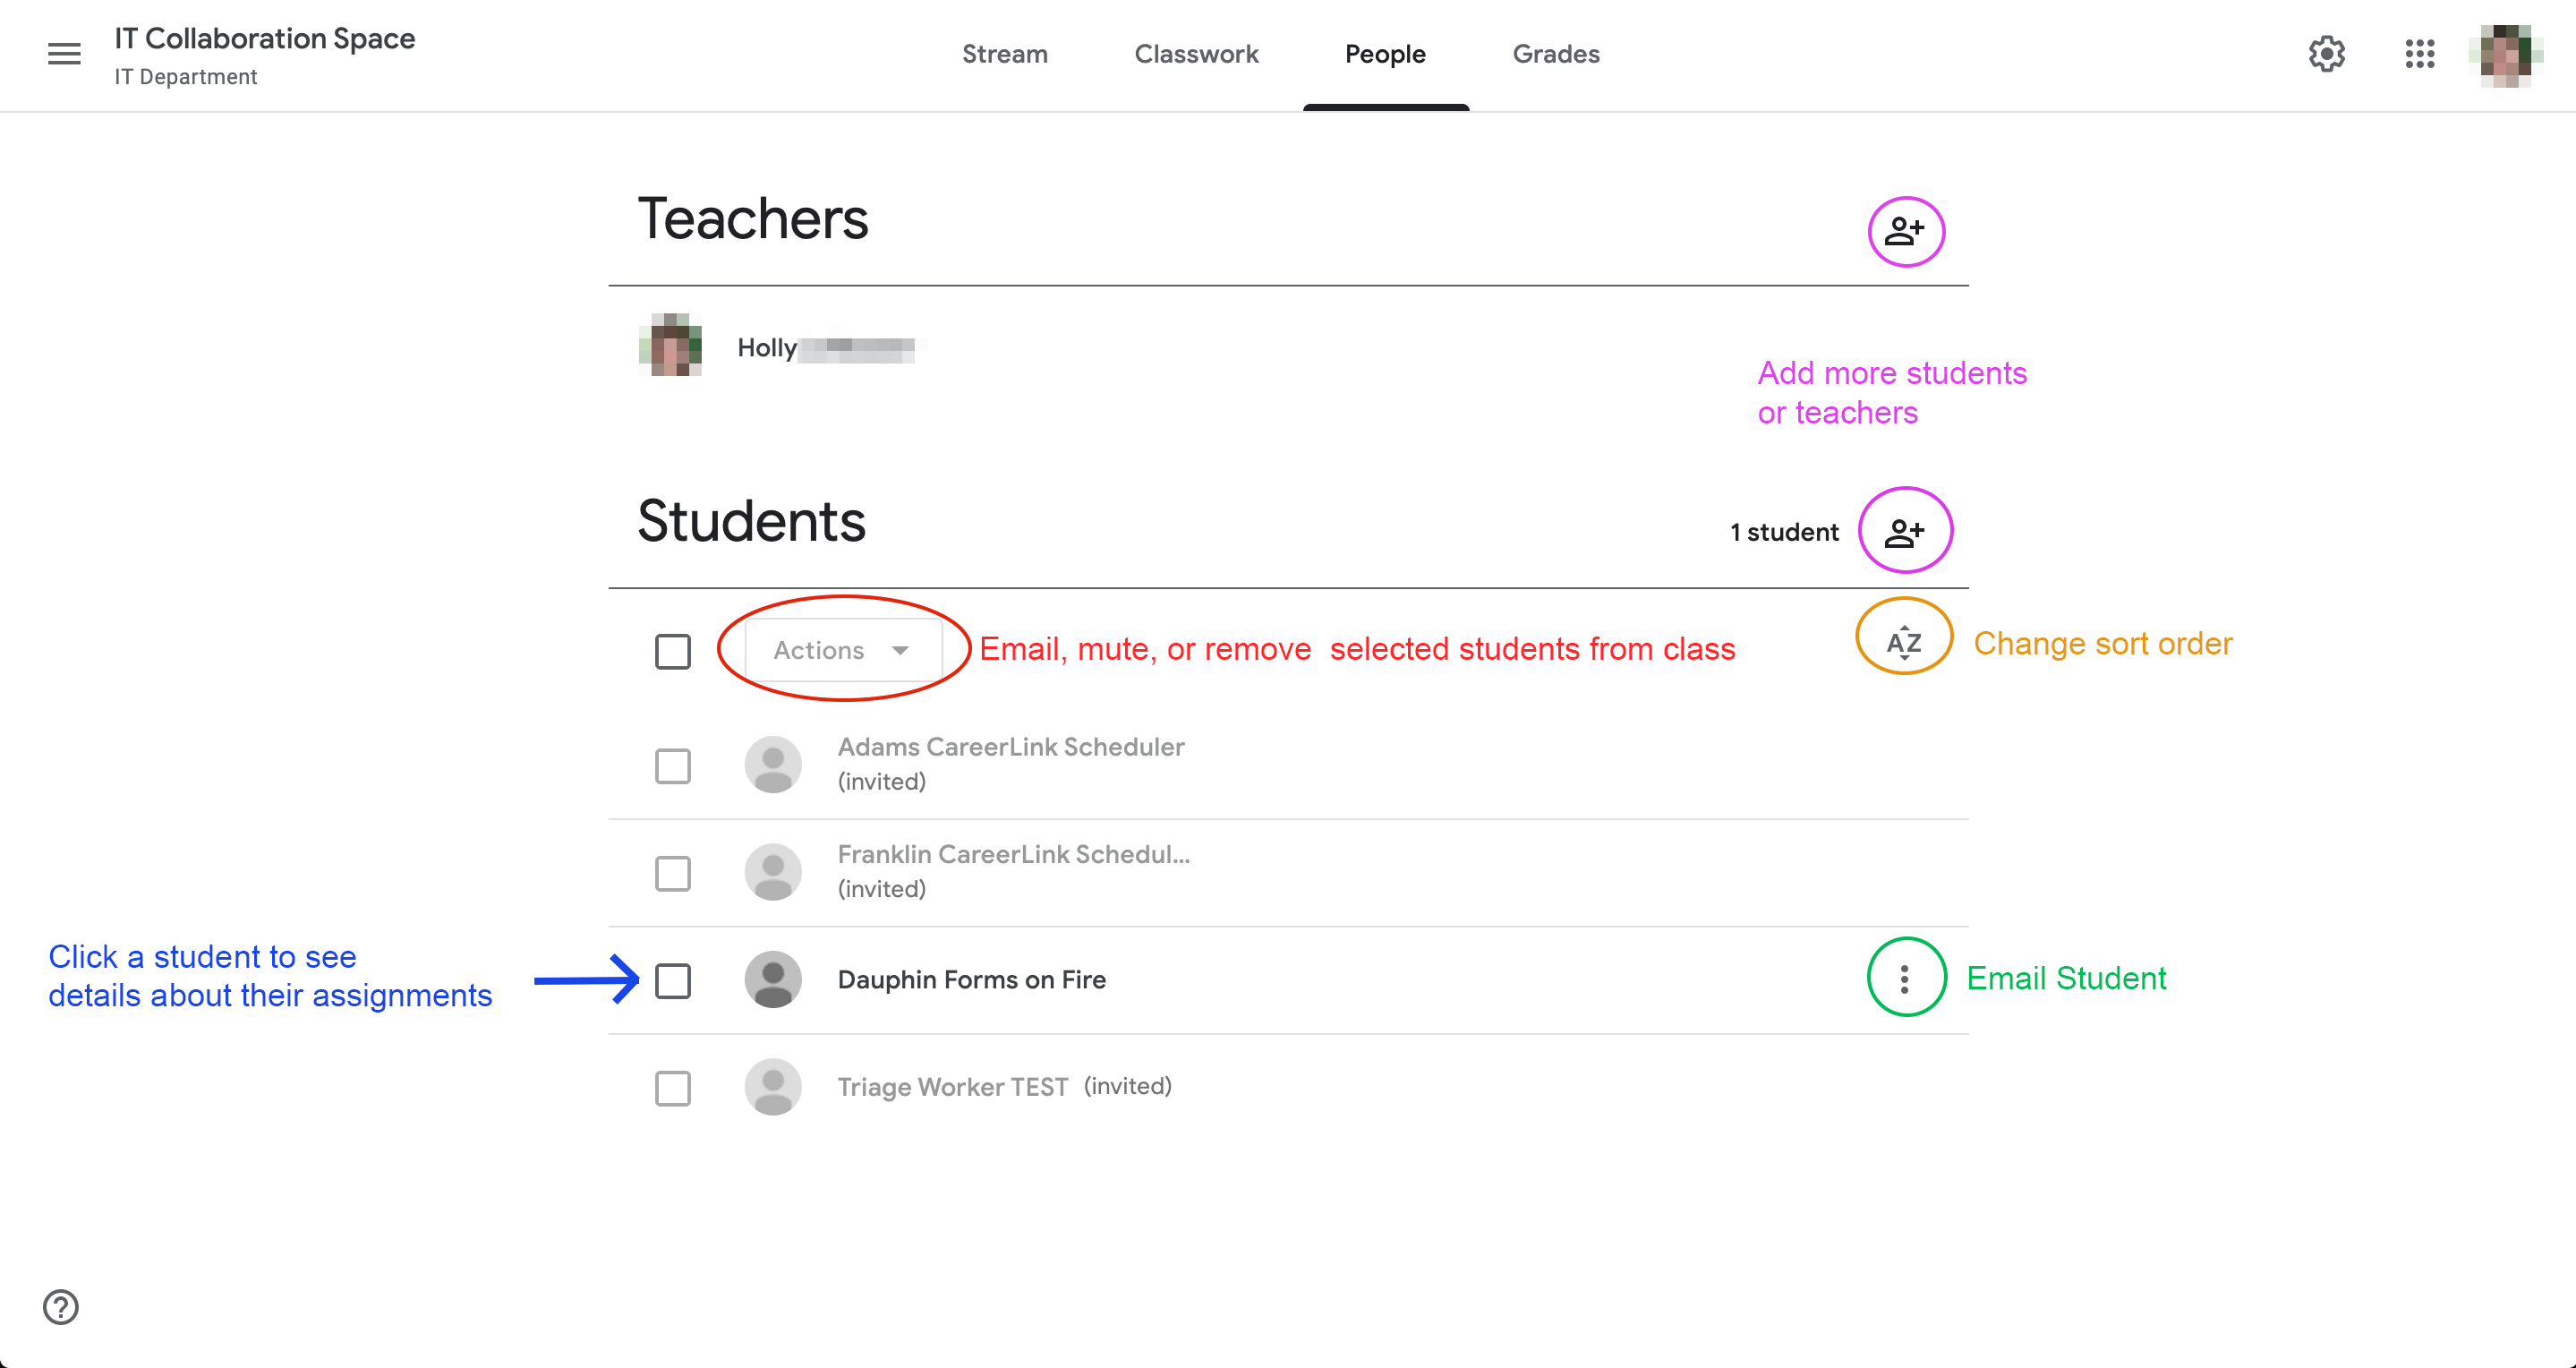 IT Collaboration Space
IT Department
Stream
Classwork
People
Grades
Teachers
Holly
Add more students
or teachers
Students
1 student
Actions
Email, mute, or remove  selected students from class
AZ
Change sort order
Adams CareerLink Scheduler
(invited)
Franklin CareerLink Schedul...
(invited)
Click a student to see
details about their assignments
Dauphin Forms on Fire
Email Student
Triage Worker TEST (invited)
?